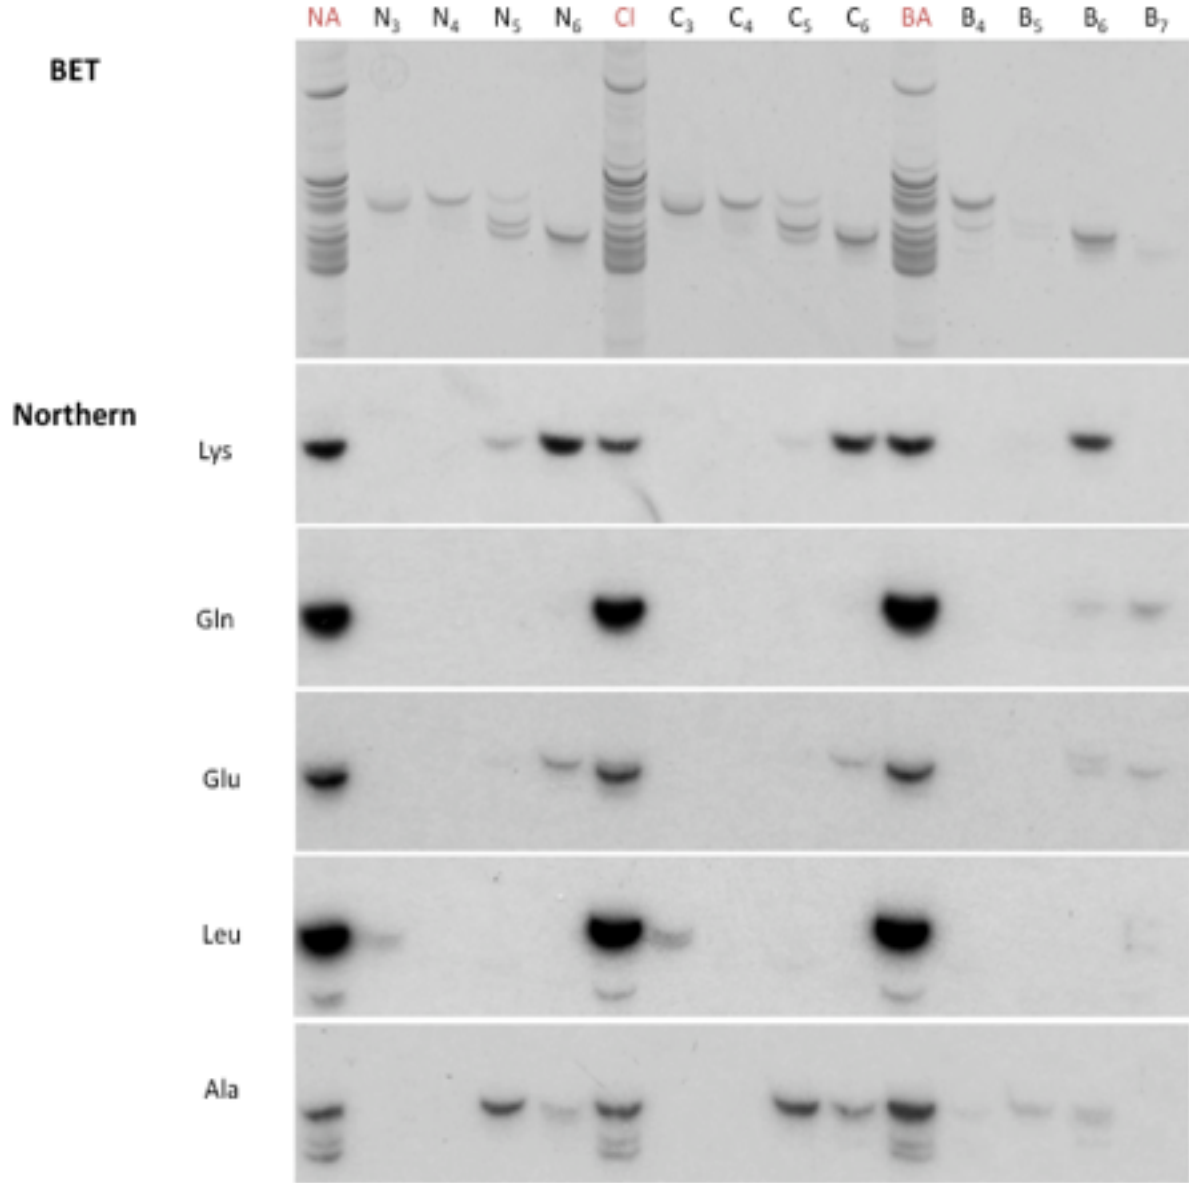 NA N₃ N₄ N₅ N₆ CI C₃ C₄ C₅ C₆ BA B₄ B₅ B₆ B₇
BET
Northern
Lys
Gln
Glu
Leu
Ala